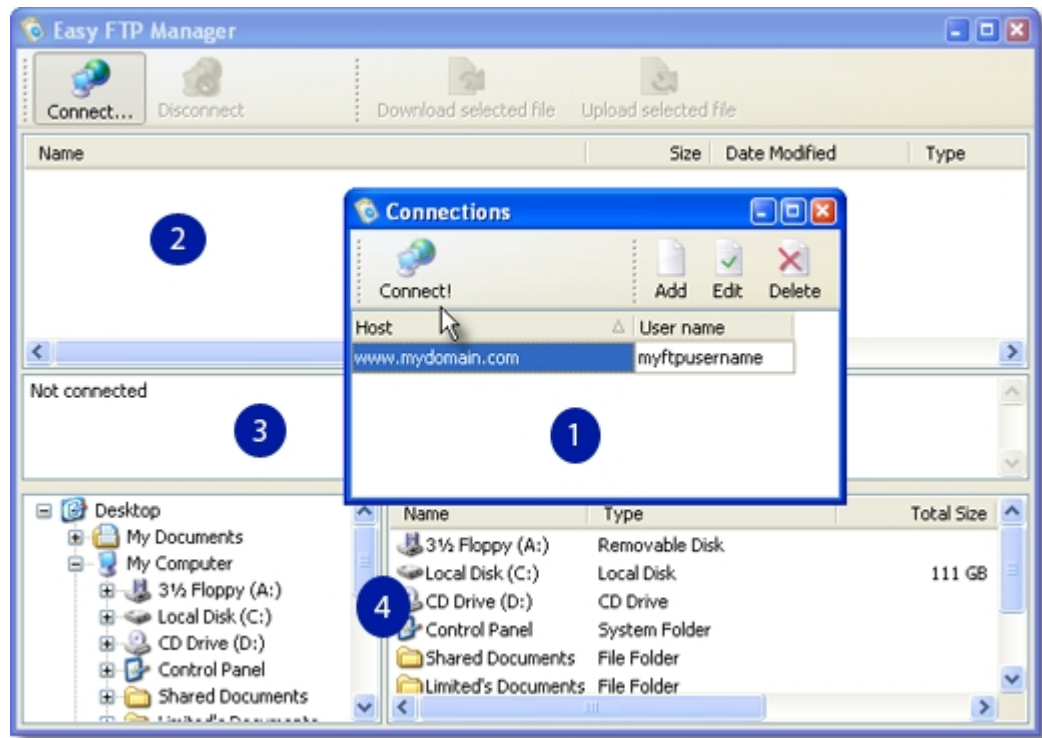 Easy FTP Manager
Connect... Disconnect Download selected file Upload selected file
Name Size Date Modified Type
2
Connections
Connect! Add Edit Delete
Host User name
www.mydomain.com myftpusername
1
Not connected
3
Desktop
My Documents
My Computer
3½ Floppy (A:)
Local Disk (C:)
CD Drive (D:)
Control Panel
Shared Documents
4
Name Type Total Size
3½ Floppy (A:) Removable Disk
Local Disk (C:) Local Disk 111 GB
CD Drive (D:) CD Drive
Control Panel System Folder
Shared Documents File Folder
Limited's Documents File Folder